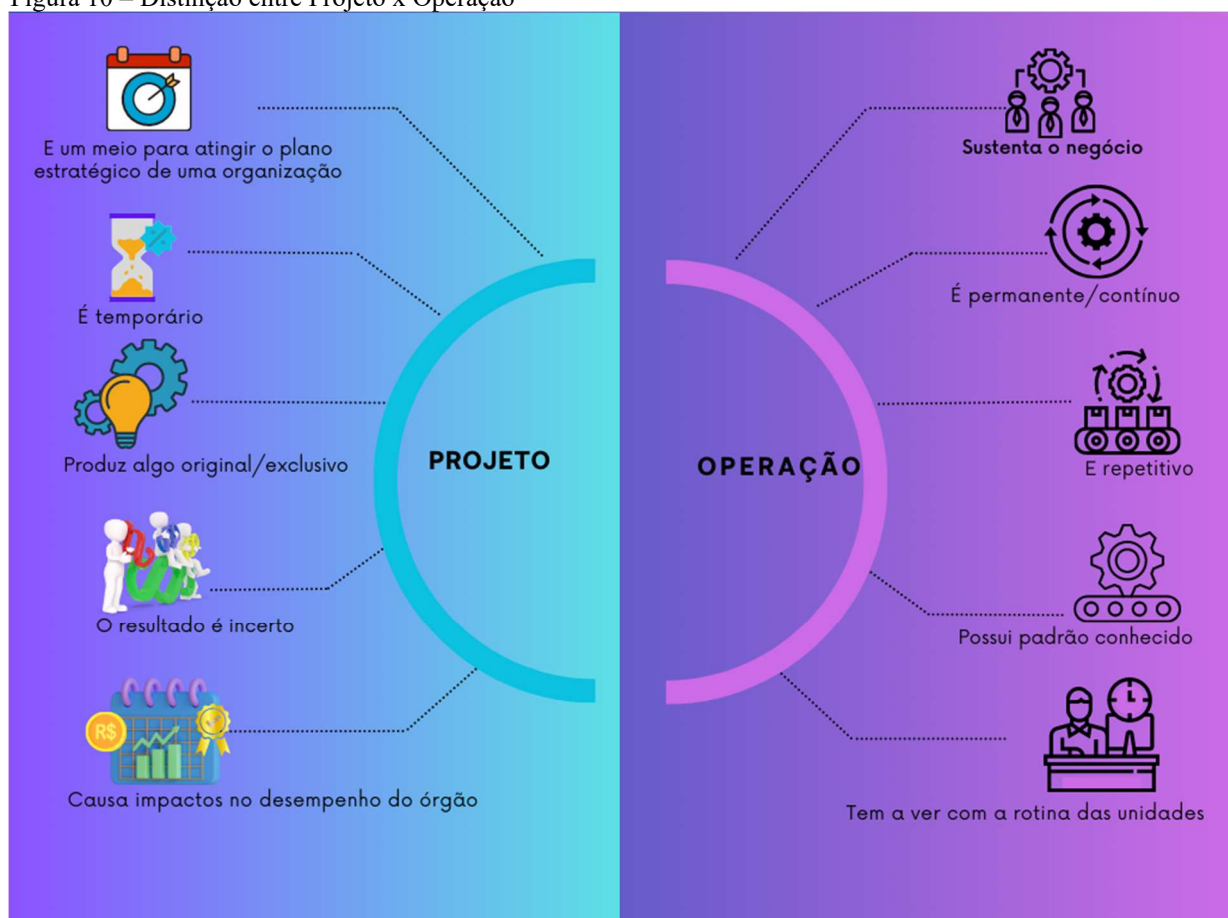 Figura 10 – Distinção entre Projeto x Operação
E um meio para atingir o plano
estratégico de uma organização
É temporário
Produz algo original/exclusivo
O resultado é incerto
R$
Causa impactos no desempenho do órgão
PROJETO
OPERAÇÃO
Sustenta o negócio
É permanente/contínuo
E repetitivo
Possui padrão conhecido
Tem a ver com a rotina das unidades